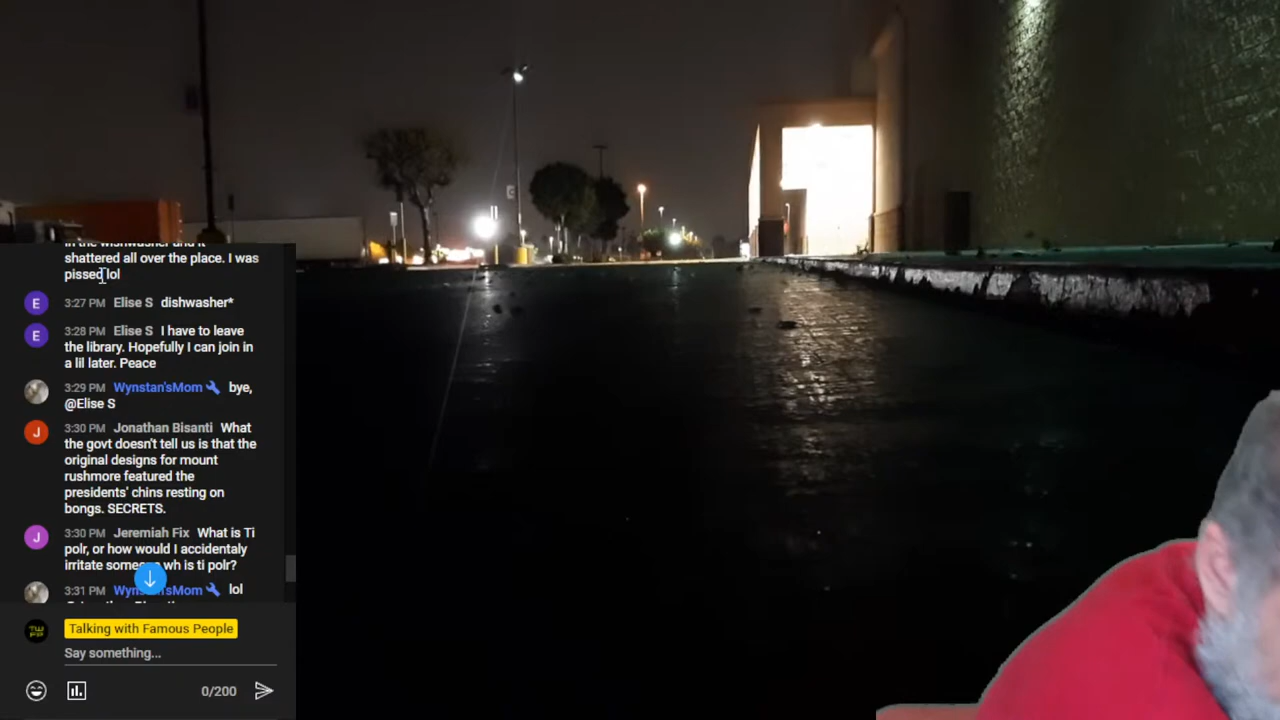 shattered all over the place. I was
pissed lol
3:27 PM Elise S dishwasher*
3:28 PM Elise S I have to leave
the library. Hopefully I can join in
a lil later. Peace
3:29 PM Wynstan'sMom bye,
@Elise S
3:30 PM Jonathan Bisanti What
the govt doesn't tell us is that the
original designs for mount
rushmore featured the
presidents' chins resting on
bongs. SECRETS.
3:30 PM Jeremiah Fix What is Ti
polr, or how would I accidentaly
irritate someone wh is ti polr?
3:31 PM Wynstan'sMom lol
Talking with Famous People
Say something...
0/200